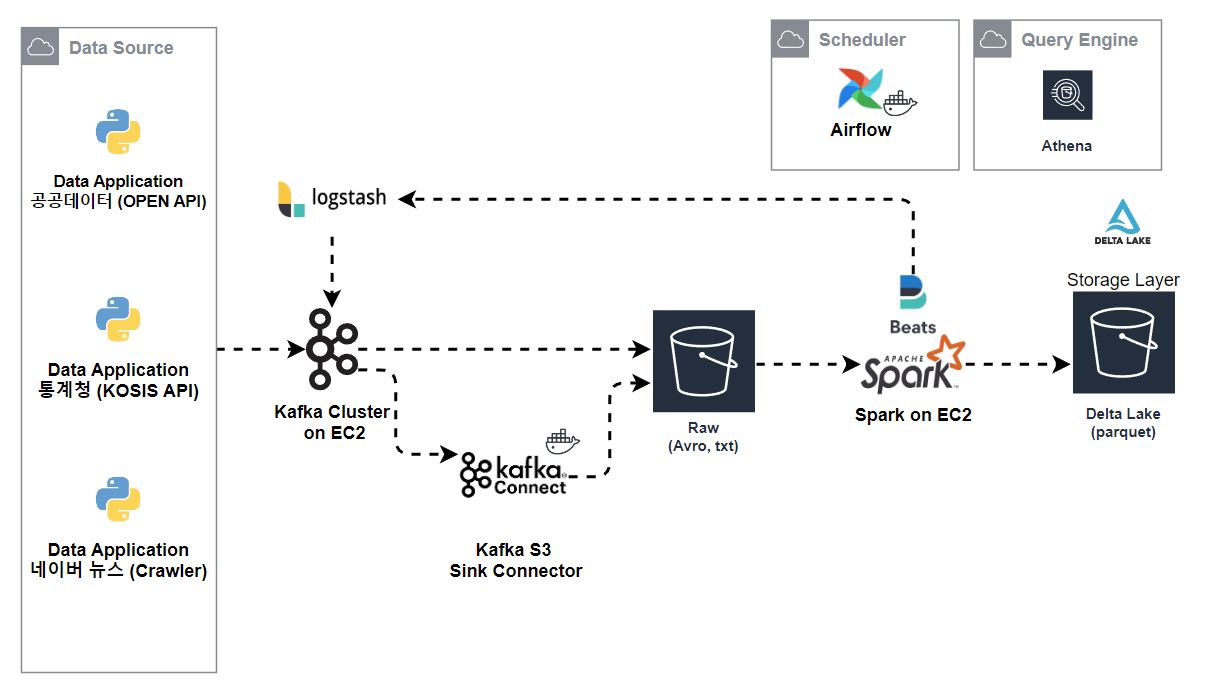 Data Source
Data Application
공공데이터 (OPEN API)
Data Application
통계청 (KOSIS API)
Data Application
네이버 뉴스 (Crawler)
logstash
Kafka Cluster
on EC2
kafka
Connect
Kafka S3
Sink Connector
Raw
(Avro, txt)
Scheduler
Airflow
Query Engine
Athena
Beats
APACHE
Spark
Spark on EC2
DELTA LAKE
Storage Layer
Delta Lake
(parquet)